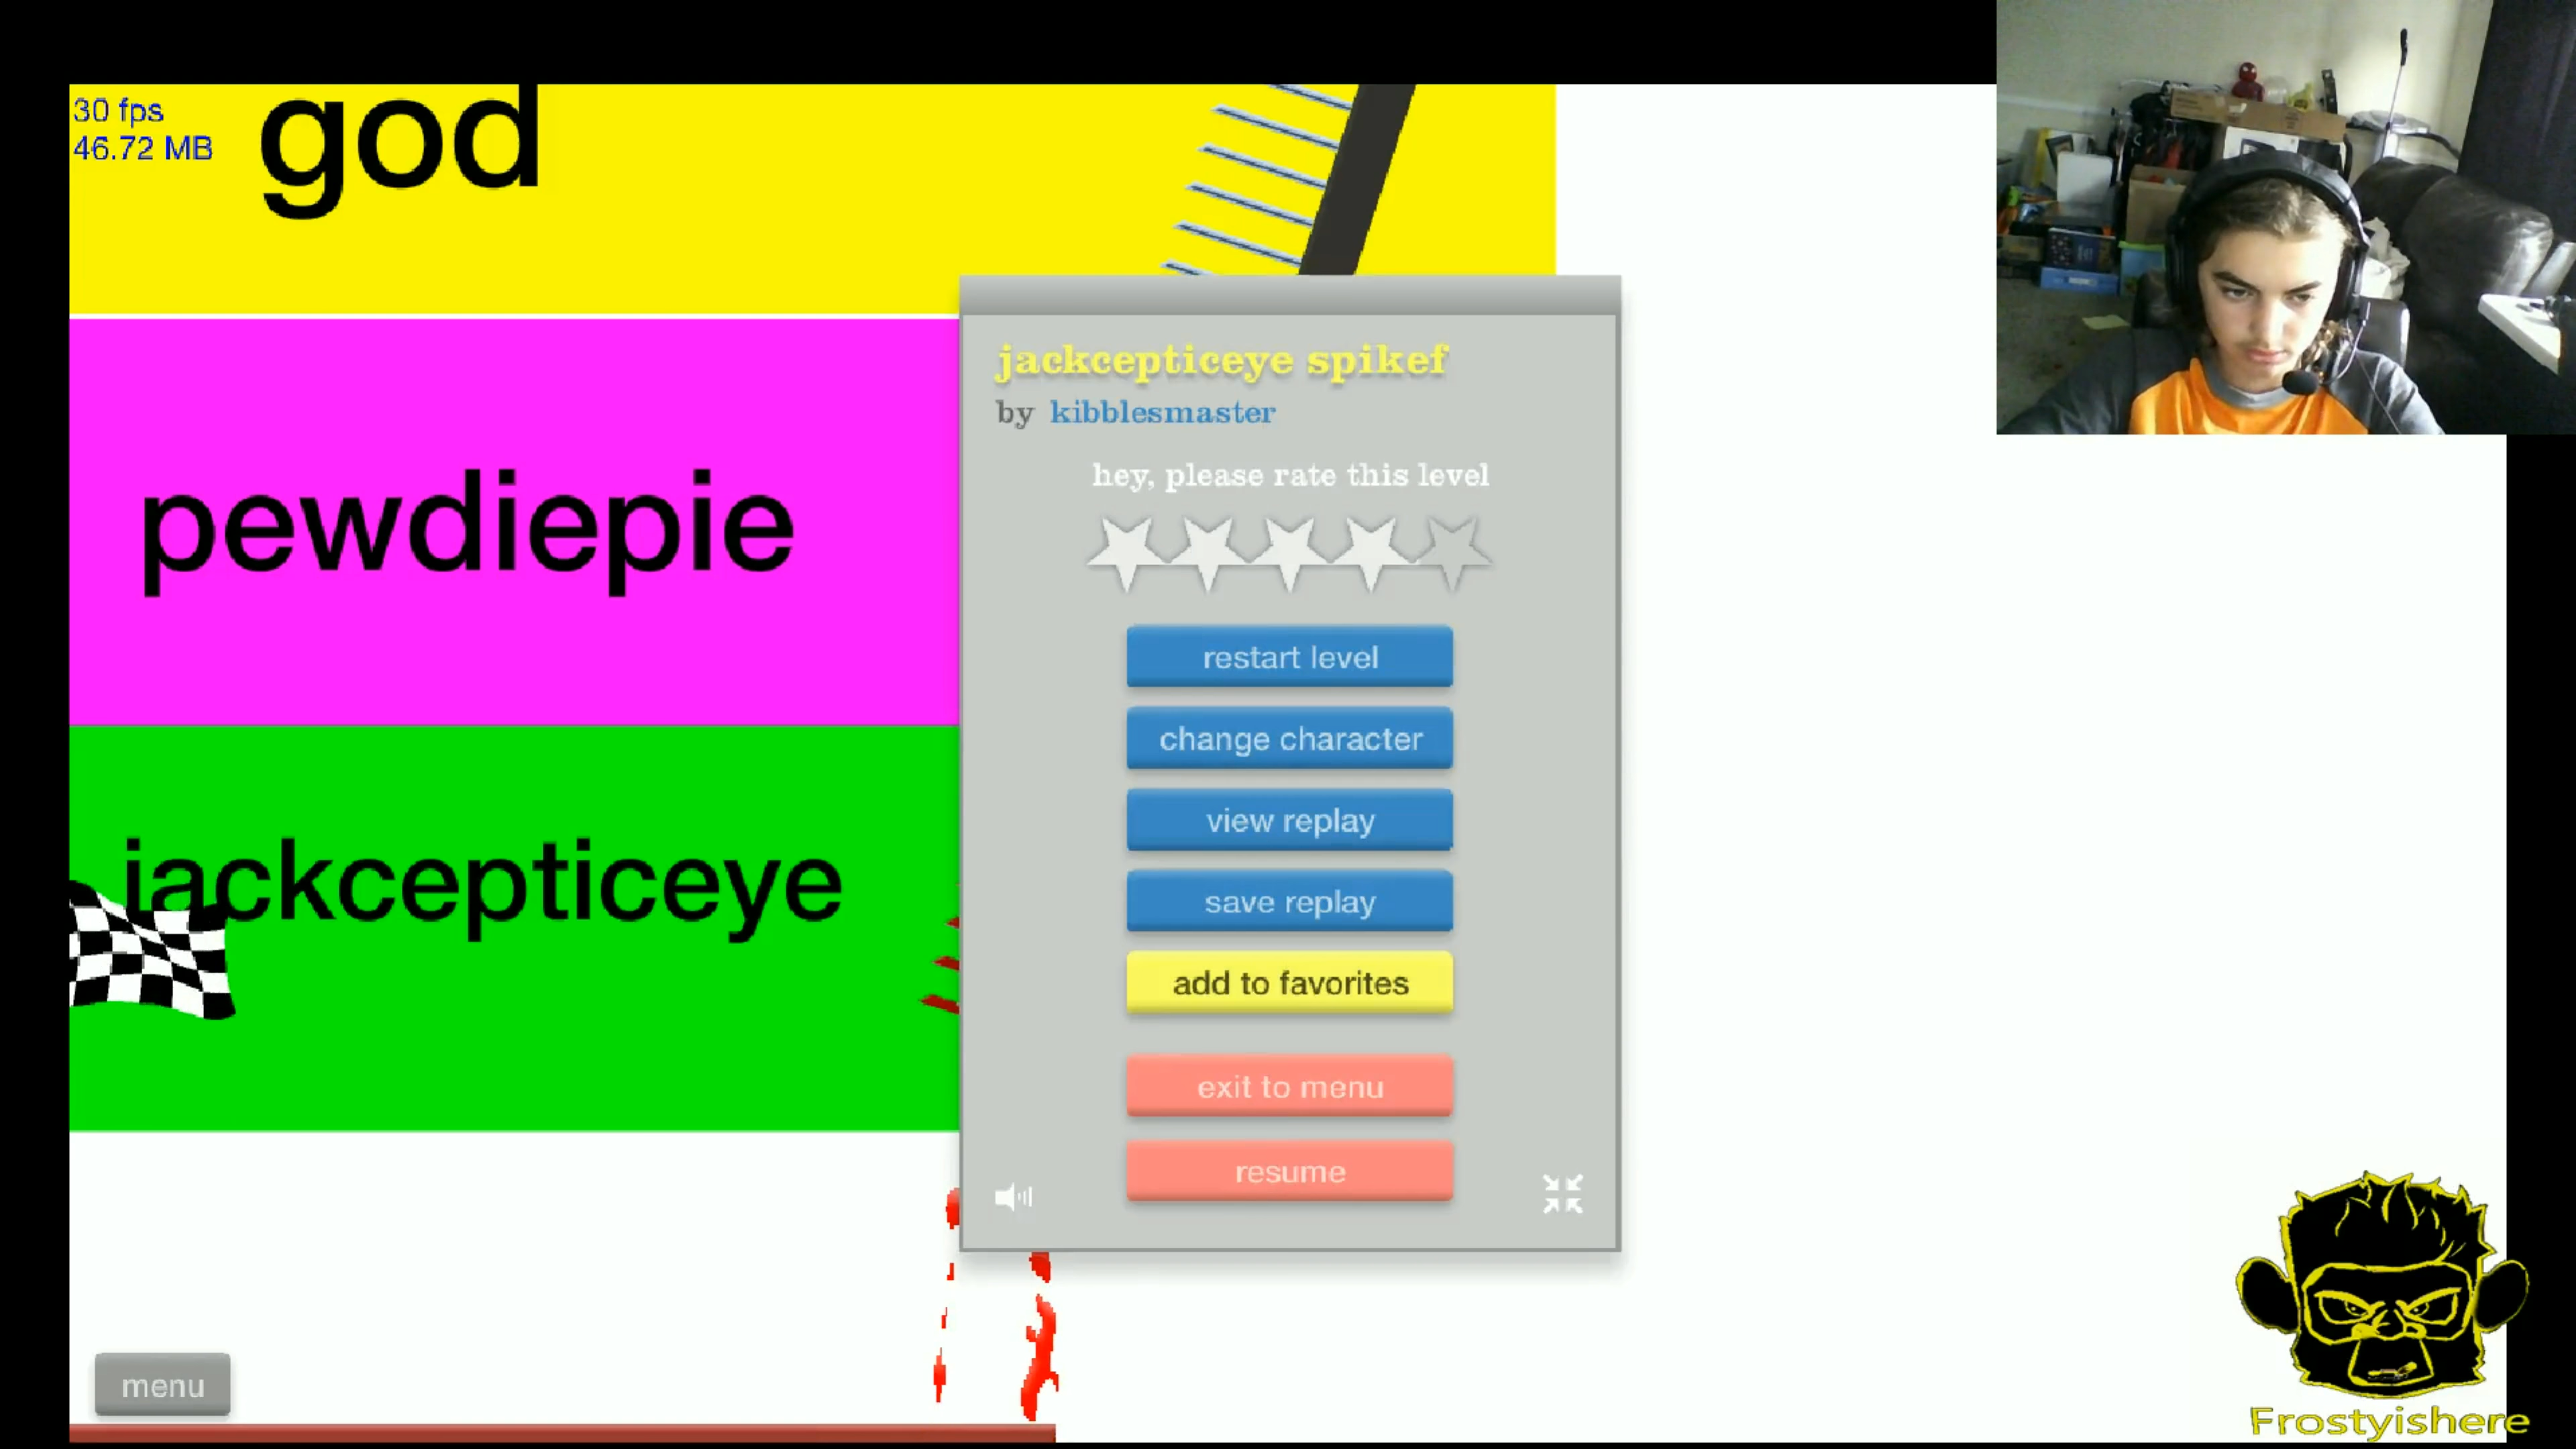 30 fps
46.72 MB
god
pewdiepie
jackcepticeye
jackcepticeye spikef
by kibblesmaster
hey, please rate this level
restart level
change character
view replay
save replay
add to favorites
exit to menu
resume
menu
Frostyishere